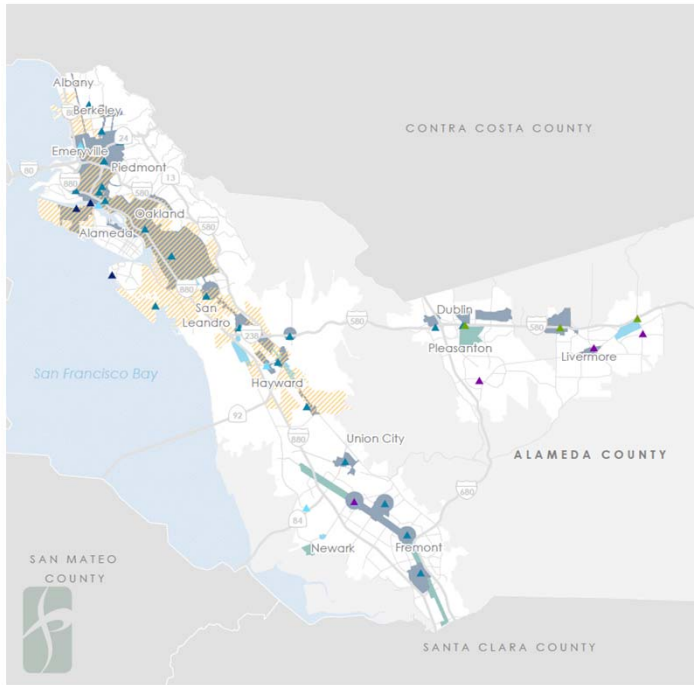 Albany
80
Berkeley
24
Emeryville
Piedmont
80
13
880
580
Oakland
Alameda
580
880
San
Leandro
238
Hayward
92
880
CONTRA COSTA COUNTY
Dublin
580
580
Pleasanton
Livermore
San Francisco Bay
Union City
ALAMEDA COUNTY
680
84
Newark
Fremont
SAN MATEO
COUNTY
SANTA CLARA COUNTY